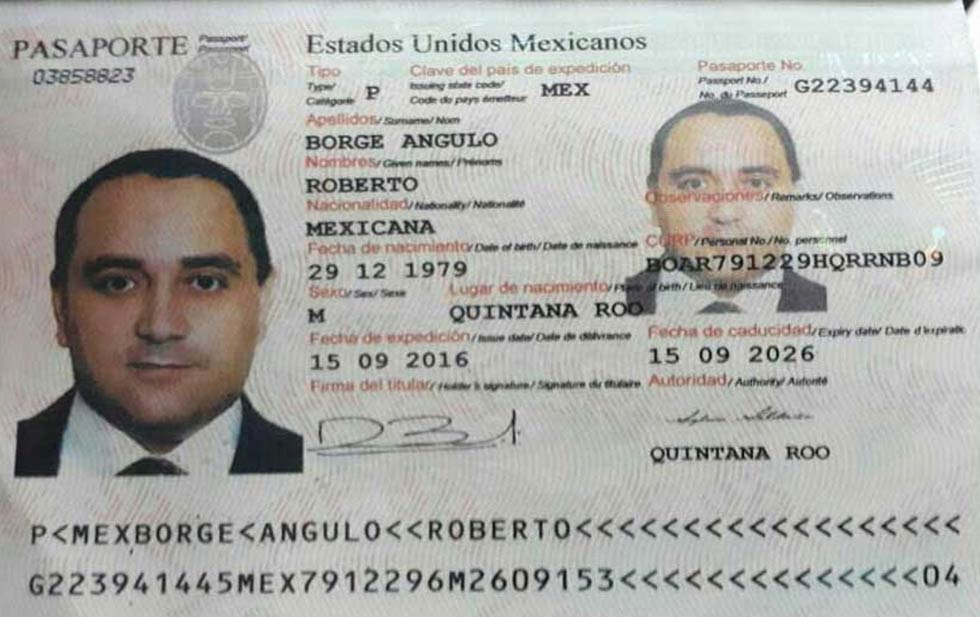 PASAPORTE Passport/ Passeport
03858823
Estados Unidos Mexicanos
Tipo Clave del país de expedición Pasaporte No.
Type/ Issuing state code/ Passport No./
Catégorie P Code du pays émetteur MEX No. du Passeport G22394144
Apellidos/Surname/Nom
BORGE ANGULO
Nombres/Given names/Prénoms
ROBERTO
Nacionalidad/Nationality/Nationalité Observaciones/Remarks/Observations
MEXICANA
Fecha de nacimiento/Date of birth/Date de naissance CURP/Personal No/No. personnel
29 12 1979 BOAR791229HQRRNB09
Sexo/Sex/Sexe Lugar de nacimiento/Place of birth/Lieu de naissance
M QUINTANA ROO
Fecha de expedición/Issue date/Date de délivrance Fecha de caducidad/Expiry date/Date d'expiratio
15 09 2016 15 09 2026
Firma del titular/Holder's signature/Signature du titulaire Autoridad/Authority/Autorité
QUINTANA ROO
P<MEXBORGE<ANGULO<<ROBERTO<<<<<<<<<<<<<<<<<<
G223941445MEX7912296M2609153<<<<<<<<<<<<<<04